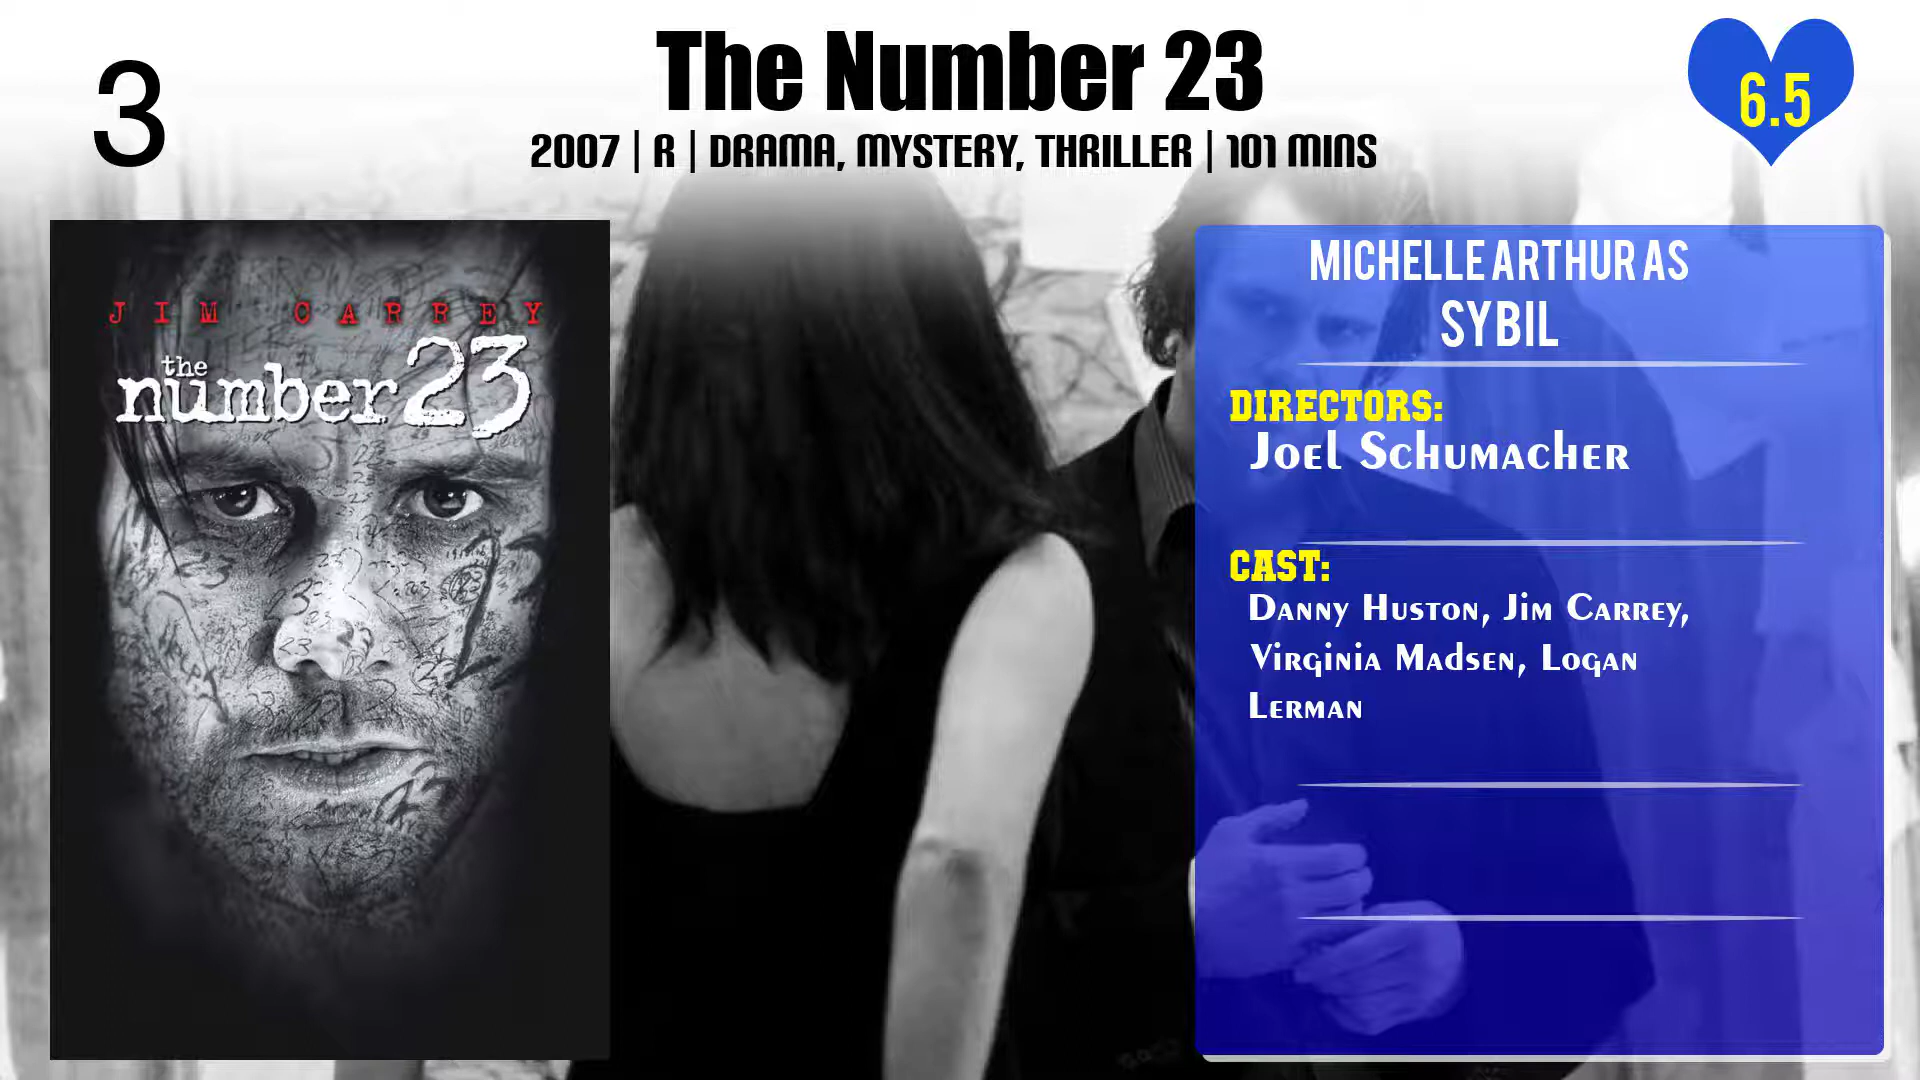 3
The Number 23
2007 | R | DRAMA, MYSTERY, THRILLER | 101 MINS
6.5
JIM CARREY
the
number 23
MICHELLE ARTHUR AS
SYBIL
DIRECTORS:
Joel Schumacher
CAST:
Danny Huston, Jim Carrey,
Virginia Madsen, Logan
Lerman